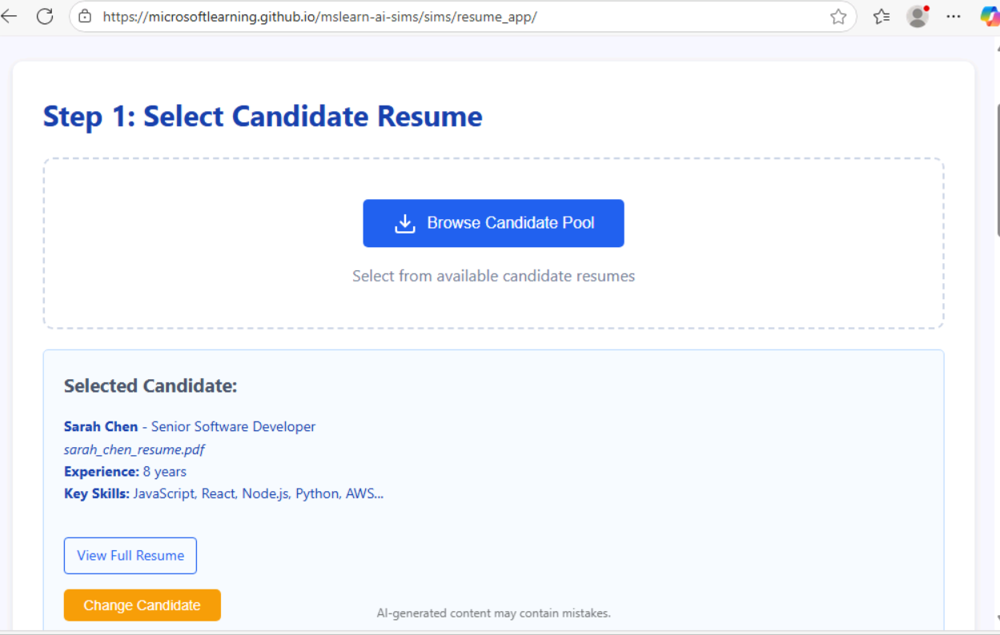 https://microsoftlearning.github.io/mslearn-ai-sims/sims/resume_app/
Step 1: Select Candidate Resume
Browse Candidate Pool
Select from available candidate resumes
Selected Candidate:
Sarah Chen - Senior Software Developer
sarah_chen_resume.pdf
Experience: 8 years
Key Skills: JavaScript, React, Node.js, Python, AWS...
View Full Resume
Change Candidate
AI-generated content may contain mistakes.